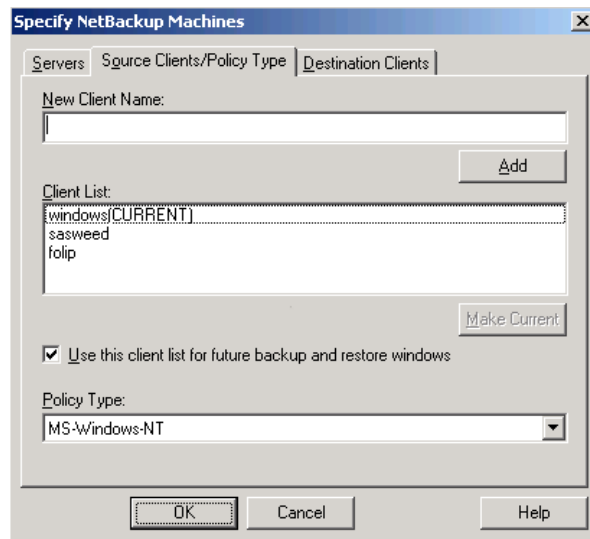 Specify NetBackup Machines
Servers Source Clients/Policy Type Destination Clients
New Client Name:
Add
Client List:
windows(CURRENT)
sasweed
folip
Make Current
Use this client list for future backup and restore windows
Policy Type:
MS-Windows-NT
OK Cancel Help